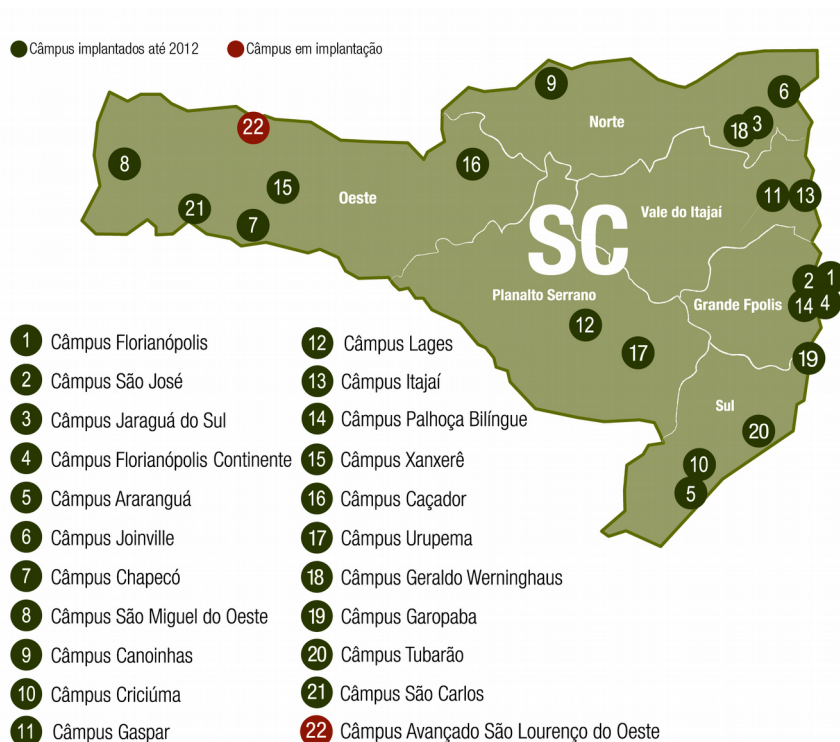 Câmpus implantados até 2012
Câmpus em implantação
9
6
Norte
3
18
22
8
16
15
Oeste
21
7
11
13
Vale do Itajaí
SC
Planalto Serrano
2
1
Grande Fpolis
14
4
12
17
19
Sul
20
10
5
1 Câmpus Florianópolis
2 Câmpus São José
3 Câmpus Jaraguá do Sul
4 Câmpus Florianópolis Continente
5 Câmpus Araranguá
6 Câmpus Joinville
7 Câmpus Chapecó
8 Câmpus São Miguel do Oeste
9 Câmpus Canoinhas
10 Câmpus Criciúma
11 Câmpus Gaspar
12 Câmpus Lages
13 Câmpus Itajaí
14 Câmpus Palhoça Bilíngue
15 Câmpus Xanxerê
16 Câmpus Caçador
17 Câmpus Urupema
18 Câmpus Geraldo Werninghaus
19 Câmpus Garopaba
20 Câmpus Tubarão
21 Câmpus São Carlos
22 Câmpus Avançado São Lourenço do Oeste